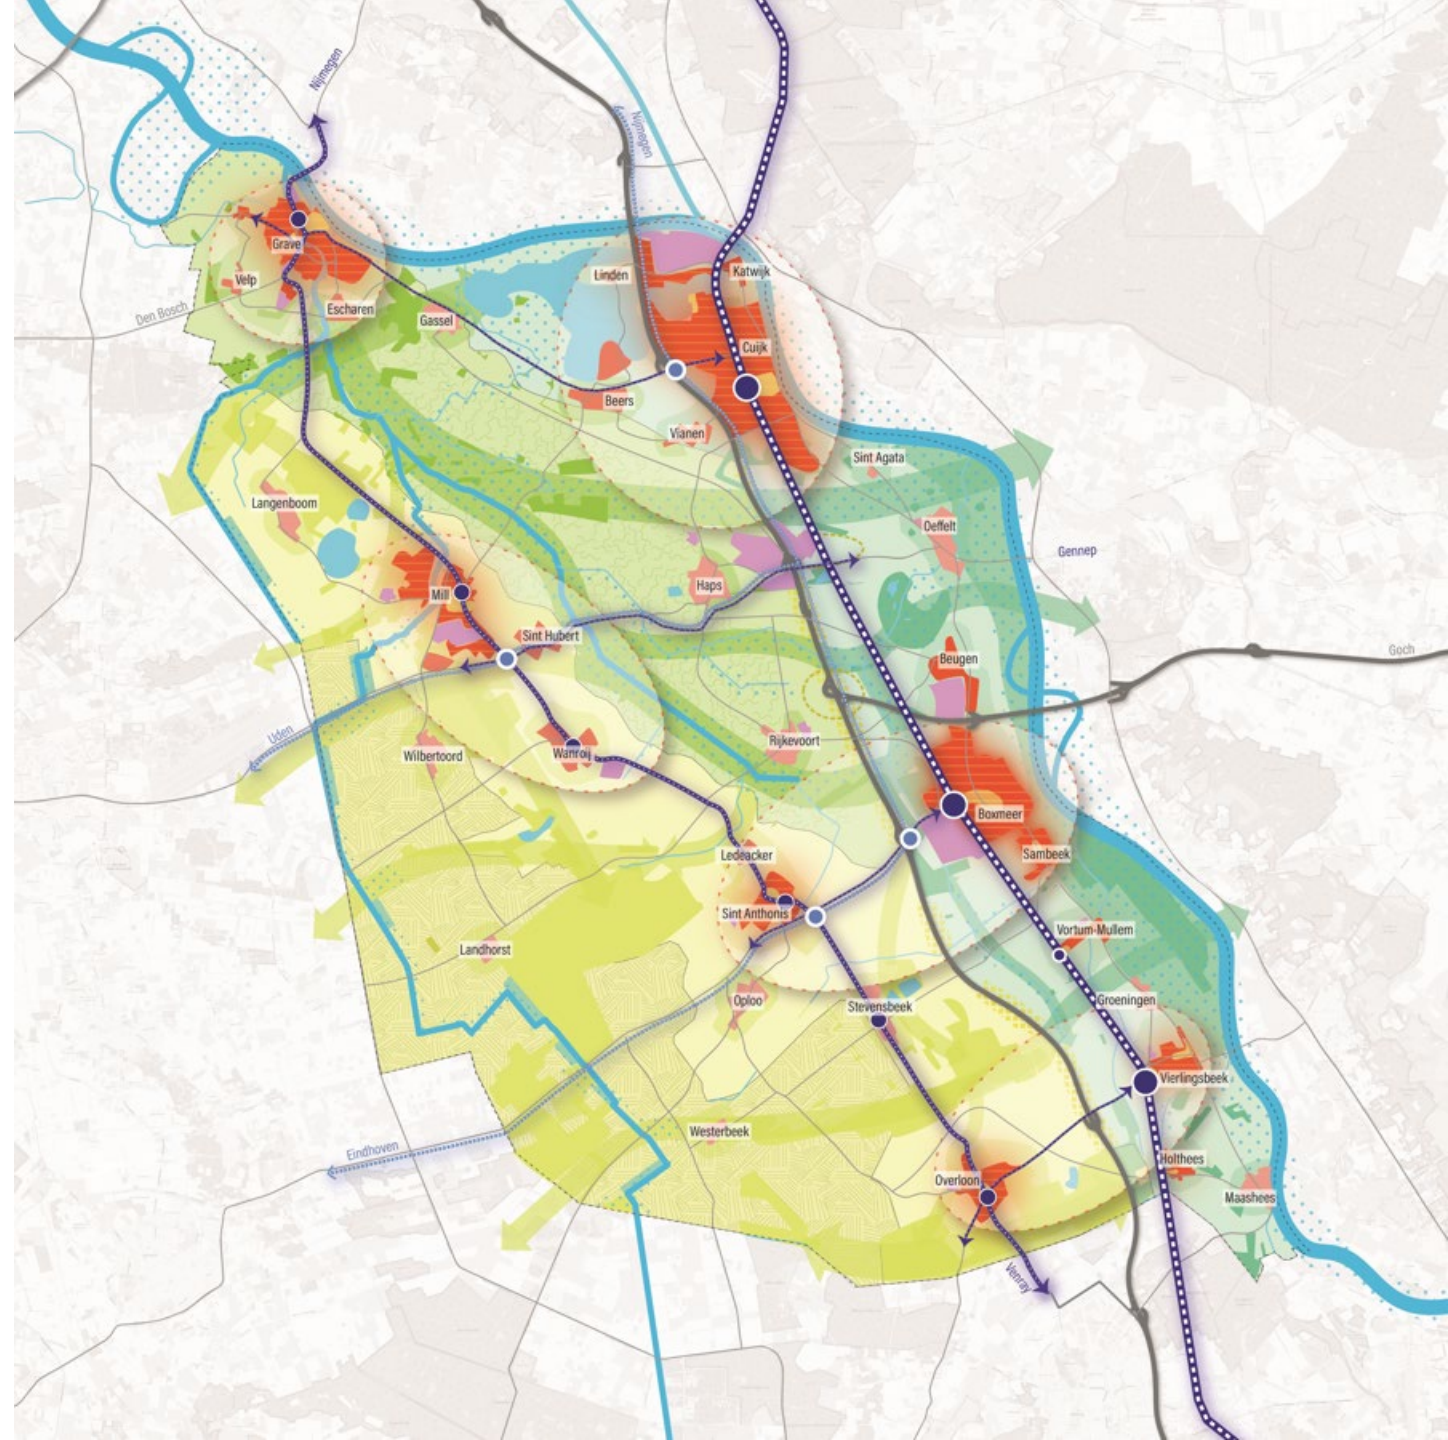 Nijmegen
Nijmegen
Grave
Velp
Escharen
Den Bosch
Gassel
Linden
Katwijk
Cuijk
Beers
Vianen
Sint Agata
Langenboom
Oeffelt
Gennep
Haps
Mill
Sint Hubert
Beugen
Goch
Uden
Wilbertoord
Wanroij
Rijkevoort
Boxmeer
Sambeek
Ledeacker
Sint Anthonis
Vortum-Mullem
Landhorst
Oploo
Stevensbeek
Groeningen
Vierlingsbeek
Westerbeek
Eindhoven
Holthees
Overloon
Maashees
Venray